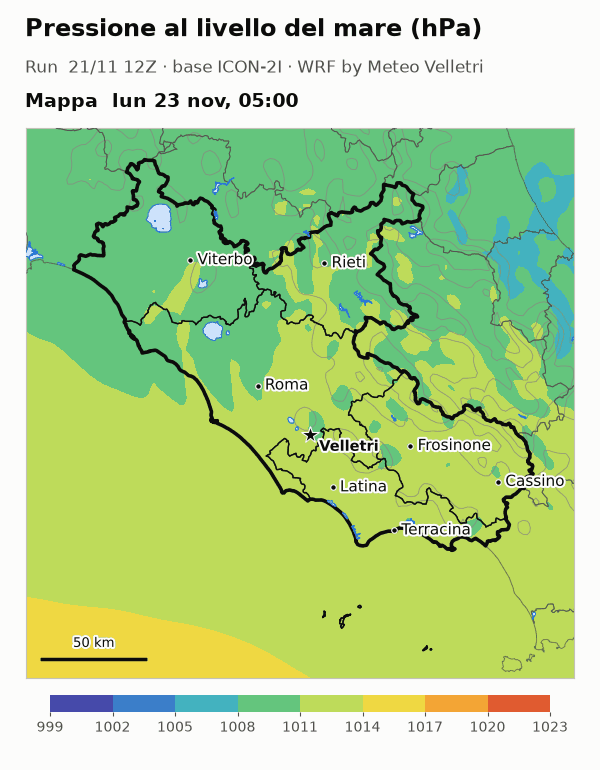 Pressione al livello del mare (hPa)
Run  21/11 12Z · base ICON-2I · WRF by Meteo Velletri
Mappa  lun 23 nov, 05:00
Viterbo
Rieti
Roma
Velletri
Frosinone
Latina
Cassino
Terracina
50 km
999 1002 1005 1008 1011 1014 1017 1020 1023